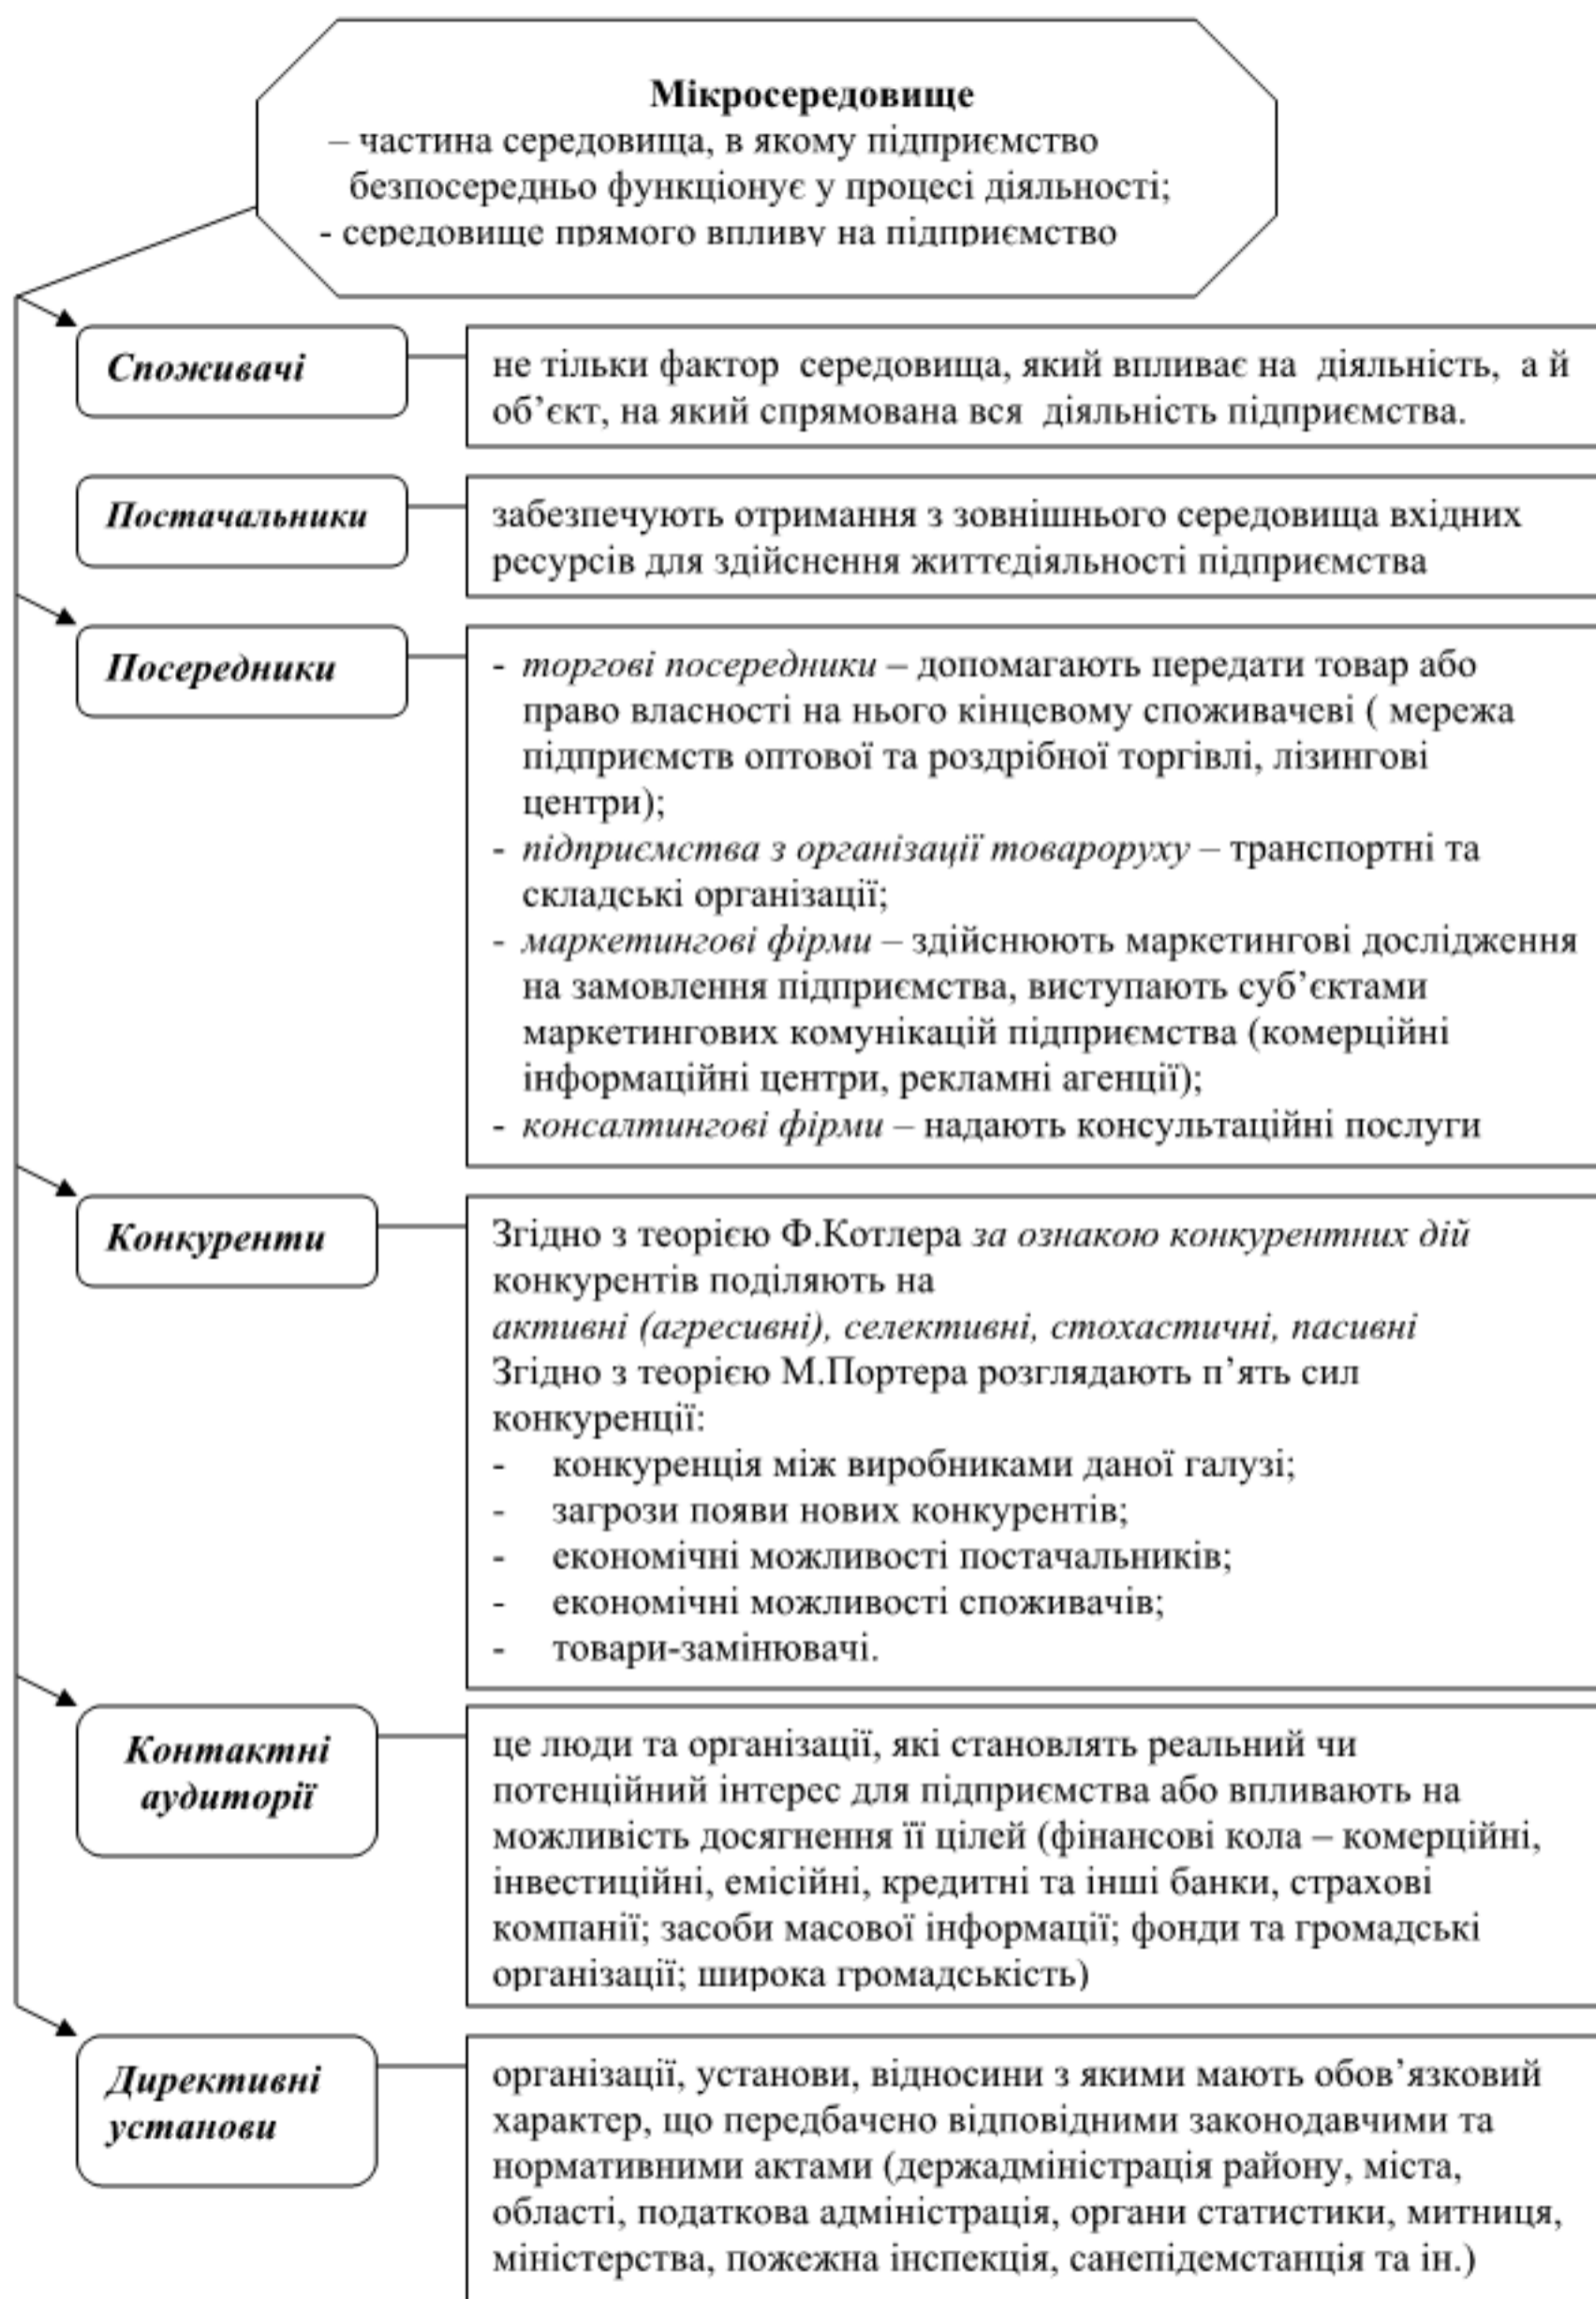 Мікросередовище
– частина середовища, в якому підприємство
безпосередньо функціонує у процесі діяльності;
- середовище прямого впливу на підприємство
Споживачі
не тільки фактор середовища, який впливає на діяльність, а й
об’єкт, на який спрямована вся діяльність підприємства.
Постачальники
забезпечують отримання з зовнішнього середовища вхідних
ресурсів для здійснення життєдіяльності підприємства
Посередники
- торгові посередники – допомагають передати товар або
право власності на нього кінцевому споживачеві ( мережа
підприємств оптової та роздрібної торгівлі, лізингові
центри);
- підприємства з організації товароруху – транспортні та
складські організації;
- маркетингові фірми – здійснюють маркетингові дослідження
на замовлення підприємства, виступають суб’єктами
маркетингових комунікацій підприємства (комерційні
інформаційні центри, рекламні агенції);
- консалтингові фірми – надають консультаційні послуги
Конкуренти
Згідно з теорією Ф.Котлера за ознакою конкурентних дій
конкурентів поділяють на
активні (агресивні), селективні, стохастичні, пасивні
Згідно з теорією М.Портера розглядають п’ять сил
конкуренції:
- конкуренція між виробниками даної галузі;
- загрози появи нових конкурентів;
- економічні можливості постачальників;
- економічні можливості споживачів;
- товари-замінювачі.
Контактні
аудиторії
це люди та організації, які становлять реальний чи
потенційний інтерес для підприємства або впливають на
можливість досягнення її цілей (фінансові кола – комерційні,
інвестиційні, емісійні, кредитні та інші банки, страхові
компанії; засоби масової інформації; фонди та громадські
організації; широка громадськість)
Директивні
установи
організації, установи, відносини з якими мають обов’язковий
характер, що передбачено відповідними законодавчими та
нормативними актами (держадміністрація району, міста,
області, податкова адміністрація, органи статистики, митниця,
міністерства, пожежна інспекція, санепідемстанція та ін.)